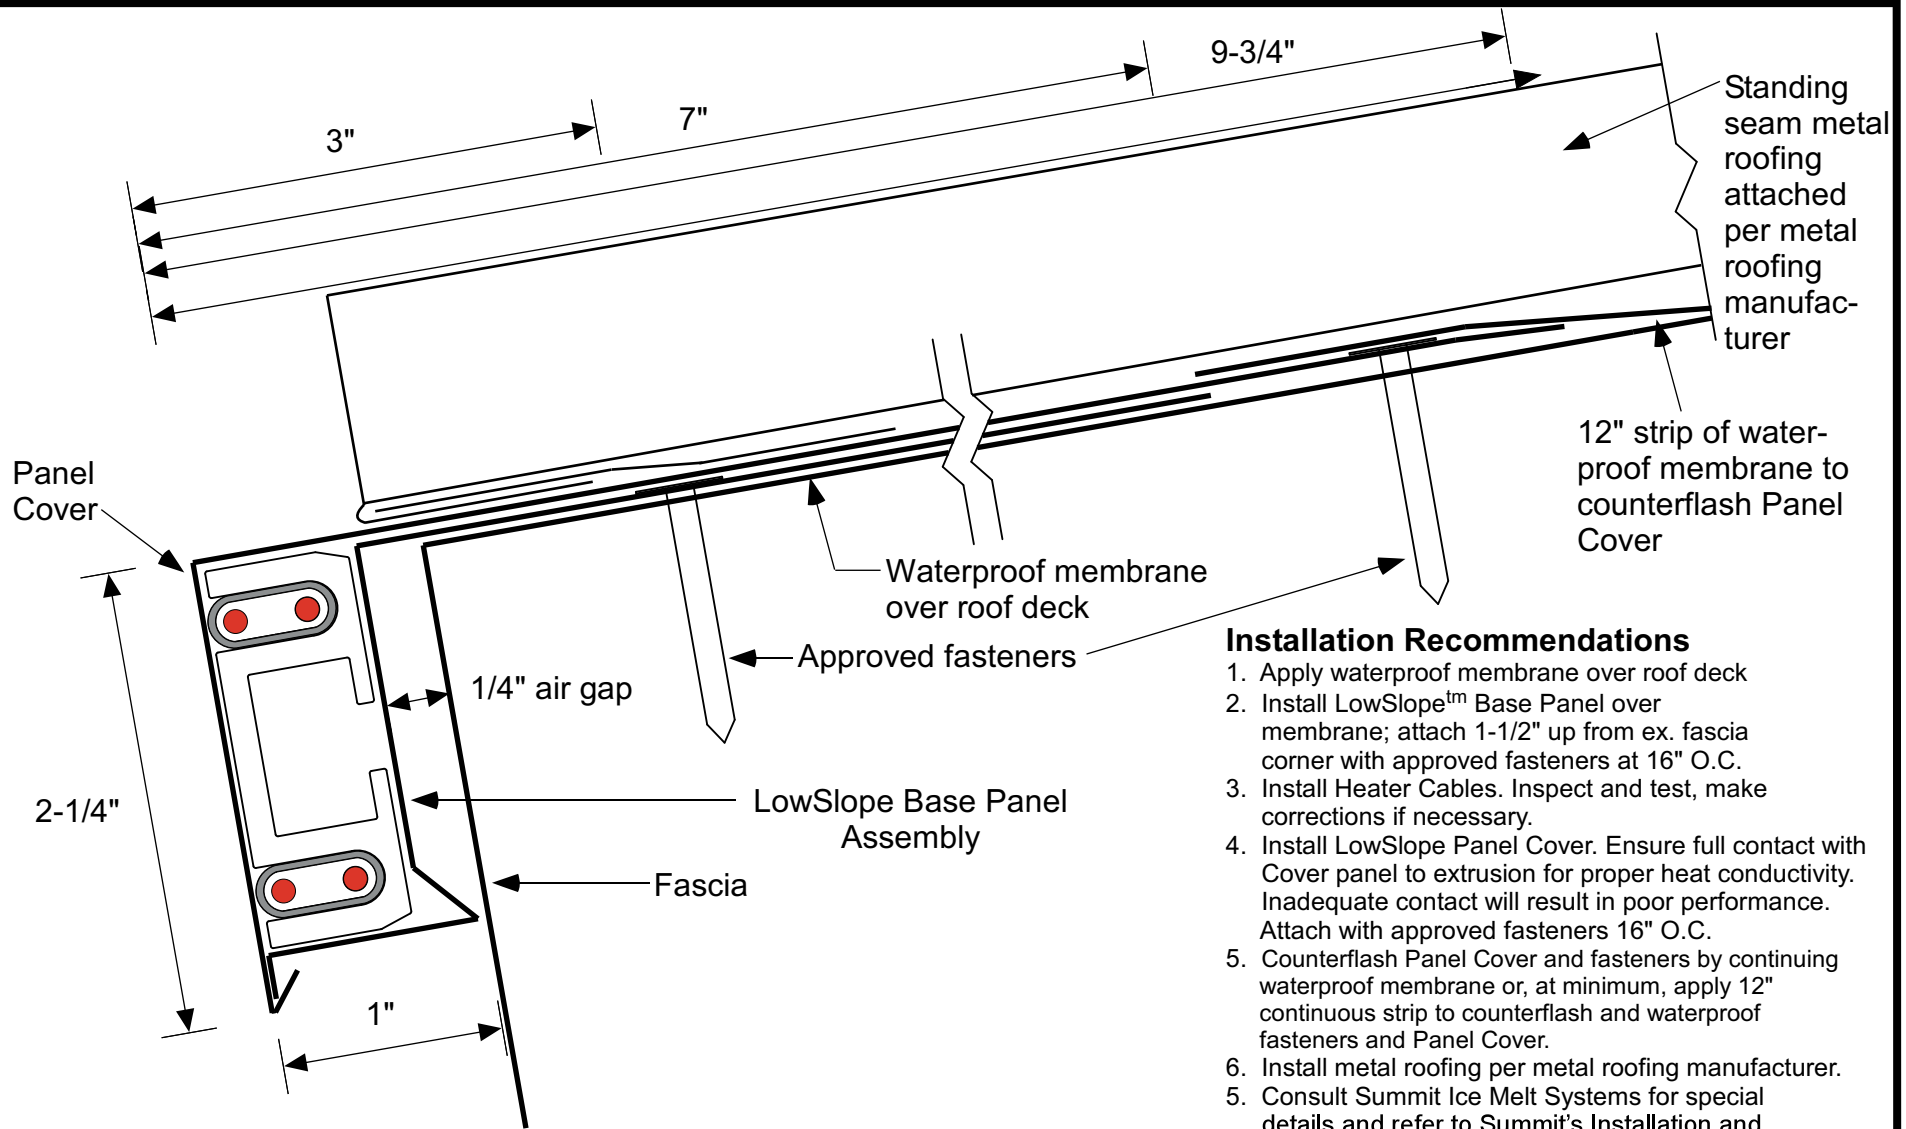 3"
7"
9-3/4"
Standing
seam metal
roofing
attached
per metal
roofing
manufac-
turer
12" strip of water-
proof membrane to
counterflash Panel
Cover
Panel
Cover
Waterproof membrane
over roof deck
Approved fasteners
1/4" air gap
2-1/4"
LowSlope Base Panel
Assembly
Fascia
1"
Installation Recommendations
1. Apply waterproof membrane over roof deck
2. Install LowSlopetm Base Panel over
membrane; attach 1-1/2" up from ex. fascia
corner with approved fasteners at 16" O.C.
3. Install Heater Cables. Inspect and test, make
corrections if necessary.
4. Install LowSlope Panel Cover. Ensure full contact with
Cover panel to extrusion for proper heat conductivity.
Inadequate contact will result in poor performance.
Attach with approved fasteners 16" O.C.
5. Counterflash Panel Cover and fasteners by continuing
waterproof membrane or, at minimum, apply 12"
continuous strip to counterflash and waterproof
fasteners and Panel Cover.
6. Install metal roofing per metal roofing manufacturer.
5. Consult Summit Ice Melt Systems for special
details and refer to Summit's Installation and